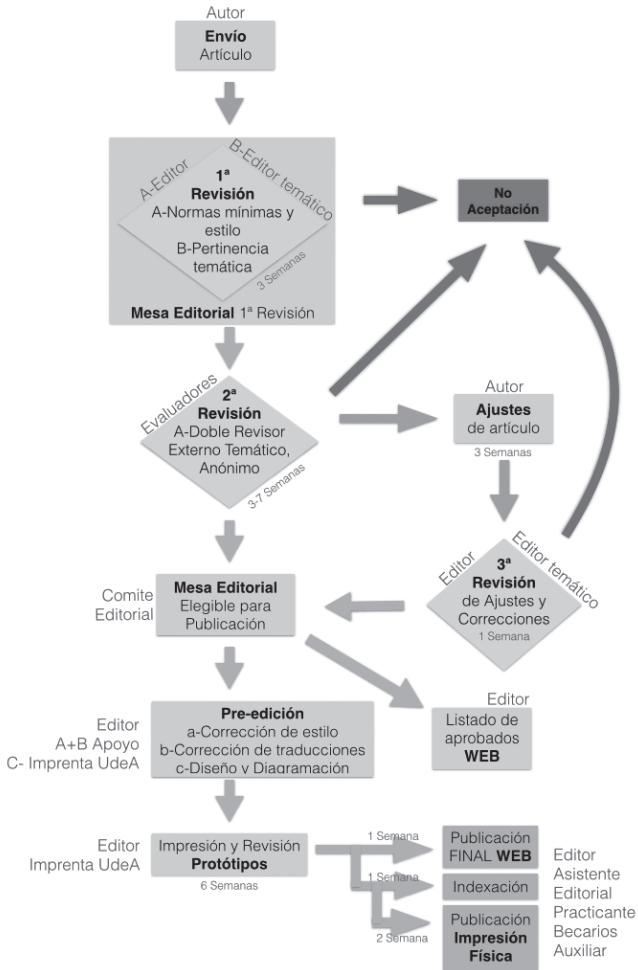 Autor
Envío
Artículo
A-Editor
B-Editor temático
1ª
Revisión
A-Normas mínimas y
estilo
B-Pertinencia
temática
3 Semanas
Mesa Editorial 1ª Revisión
No
Aceptación
Evaluadores
2ª
Revisión
A-Doble Revisor
Externo Temático,
Anónimo
3-7 Semanas
Autor
Ajustes
de artículo
3 Semanas
Editor
Editor temático
3ª
Revisión
de Ajustes y
Correcciones
1 Semana
Comite
Editorial
Mesa Editorial
Elegible para
Publicación
Editor
A+B Apoyo
C- Imprenta UdeA
Pre-edición
a-Corrección de estilo
b-Corrección de traducciones
c-Diseño y Diagramación
Editor
Listado de
aprobados
WEB
Editor
Imprenta UdeA
Impresión y Revisión
Protótipos
6 Semanas
1 Semana
Publicación
FINAL WEB
1 Semana
Indexación
2 Semana
Publicación
Impresión
Física
Editor
Asistente
Editorial
Practicante
Becarios
Auxiliar